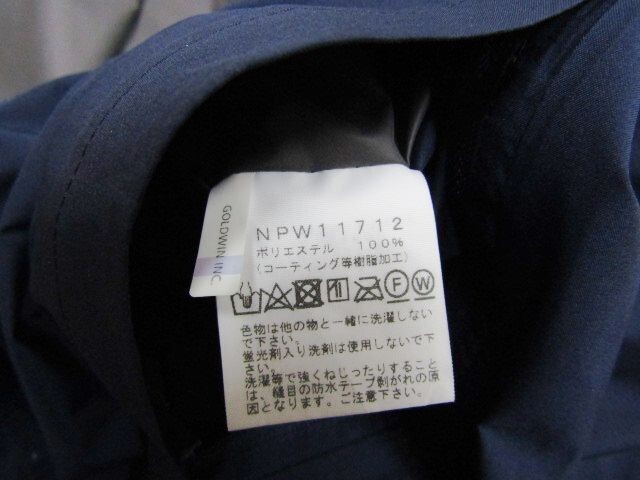 GOLDWIN INC.
NPW11712
ポリエステル 100%
(コーティング等樹脂加工)
F W
色物は他の物と一緒に洗濯しない
で下さい。
蛍光剤入り洗剤は使用しないで下
さい。
洗濯等で強くねじったりすること
は、縫目の防水テープ剥がれの原
因となります。ご注意下さい。